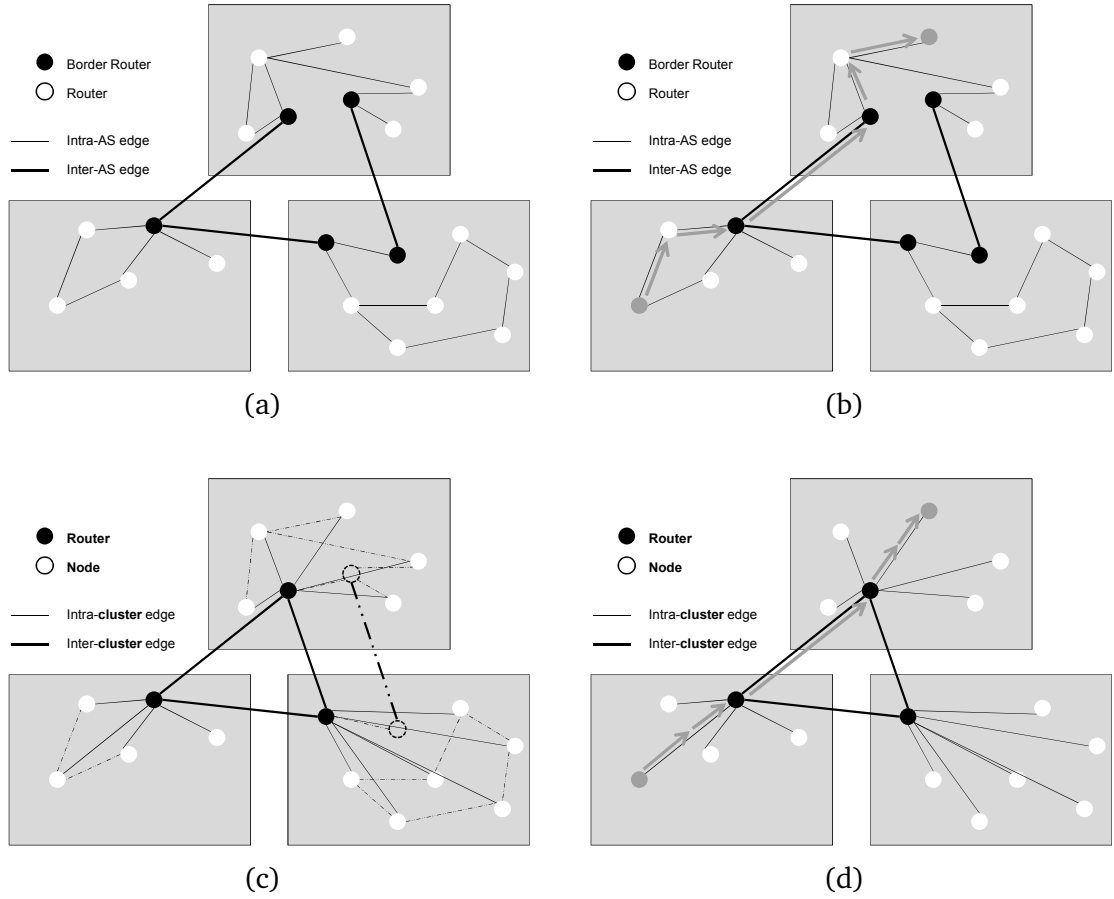 Border Router
Router
Intra-AS edge
Inter-AS edge
(a)
Border Router
Router
Intra-AS edge
Inter-AS edge
(b)
Router
Node
Intra-cluster edge
Inter-cluster edge
(c)
Router
Node
Intra-cluster edge
Inter-cluster edge
(d)